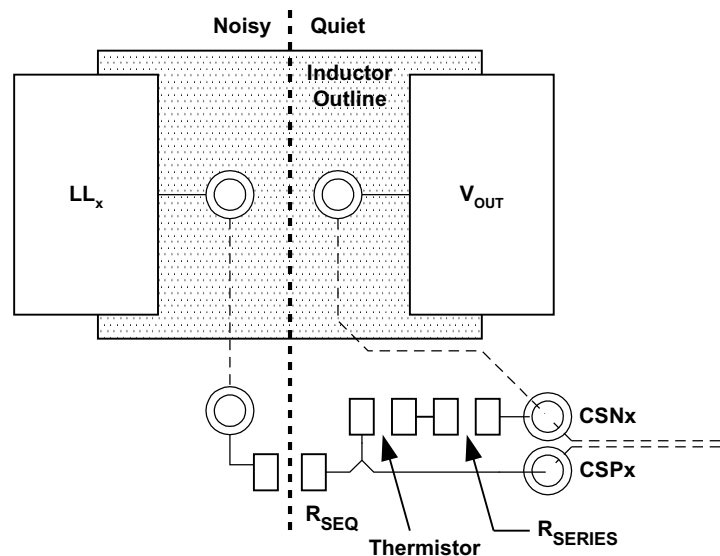 Noisy
Quiet
Inductor
Outline
LLx
VOUT
CSNx
CSPx
RSEQ
Thermistor
RSERIES